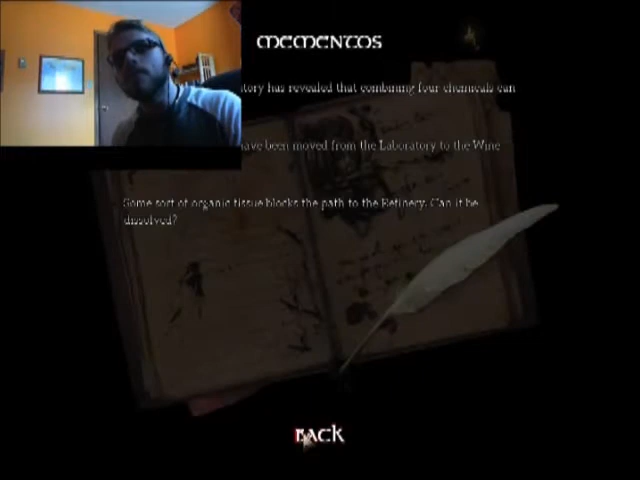 MEMENTOS
tory has revealed that combining four chemicals can
have been moved from the Laboratory to the Wine
Some sort of organic tissue blocks the path to the Refinery. Can it be
dissolved?
BACK